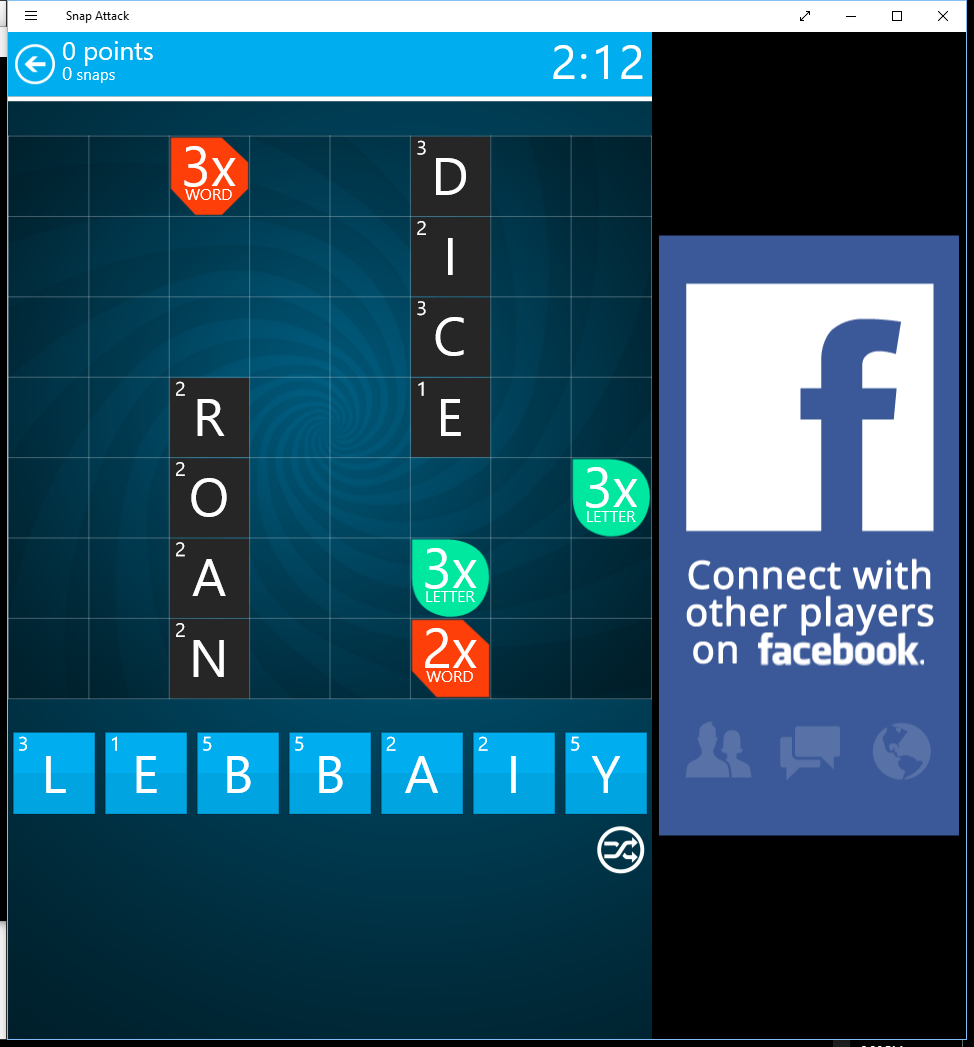 Snap Attack
0 points
0 snaps
2:12
3x
WORD
3
D
2
I
3
C
2
R
1
E
2
O
3x
LETTER
2
A
3x
LETTER
2
N
2x
WORD
3 L 1 E 5 B 5 B 2 A 2 I 5 Y
f
Connect with
other players
on facebook.